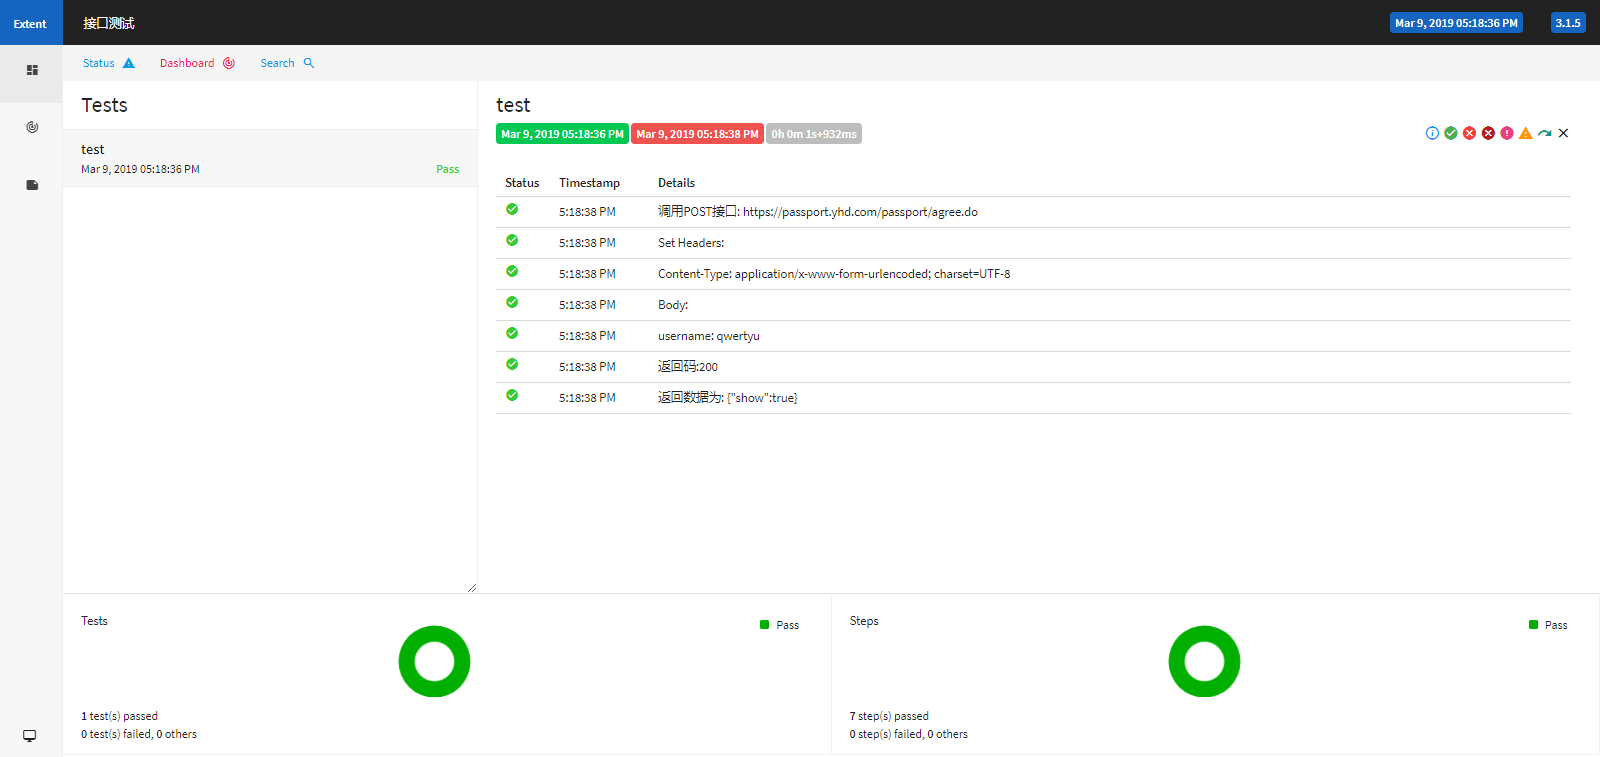 Extent
接口测试
Mar 9, 2019 05:18:36 PM
3.1.5
Status
Dashboard
Search
Tests
test
Mar 9, 2019 05:18:36 PM
Pass
test
Mar 9, 2019 05:18:36 PM Mar 9, 2019 05:18:38 PM 0h 0m 1s+932ms
Status Timestamp Details
5:18:38 PM 调用POST接口: https://passport.yhd.com/passport/agree.do
5:18:38 PM Set Headers:
5:18:38 PM Content-Type: application/x-www-form-urlencoded; charset=UTF-8
5:18:38 PM Body:
5:18:38 PM username: qwertyu
5:18:38 PM 返回码:200
5:18:38 PM 返回数据为: {"show":true}
Tests
Pass
1 test(s) passed
0 test(s) failed, 0 others
Steps
Pass
7 step(s) passed
0 step(s) failed, 0 others